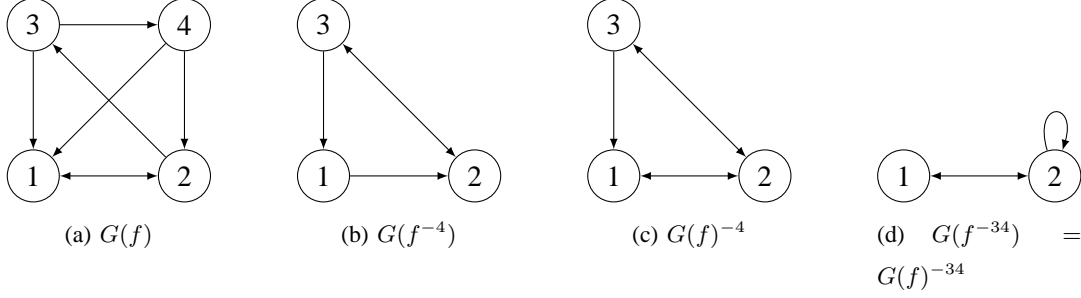 3 4
1 2
(a) G(f)
3
1 2
(b) G(f⁻⁴)
3
1 2
(c) G(f)⁻⁴
1 2
(d) G(f⁻³⁴) =
G(f)⁻³⁴